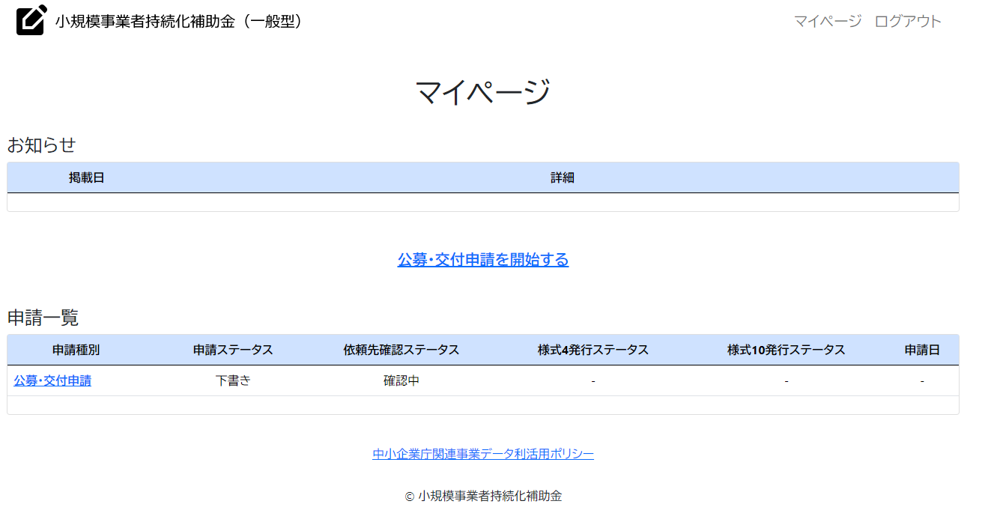 小規模事業者持続化補助金（一般型）
マイページ ログアウト
マイページ
お知らせ
掲載日 詳細
公募・交付申請を開始する
申請一覧
申請種別 申請ステータス 依頼先確認ステータス 様式4発行ステータス 様式10発行ステータス 申請日
公募・交付申請 下書き 確認中 - - -
中小企業庁関連事業データ利活用ポリシー
© 小規模事業者持続化補助金